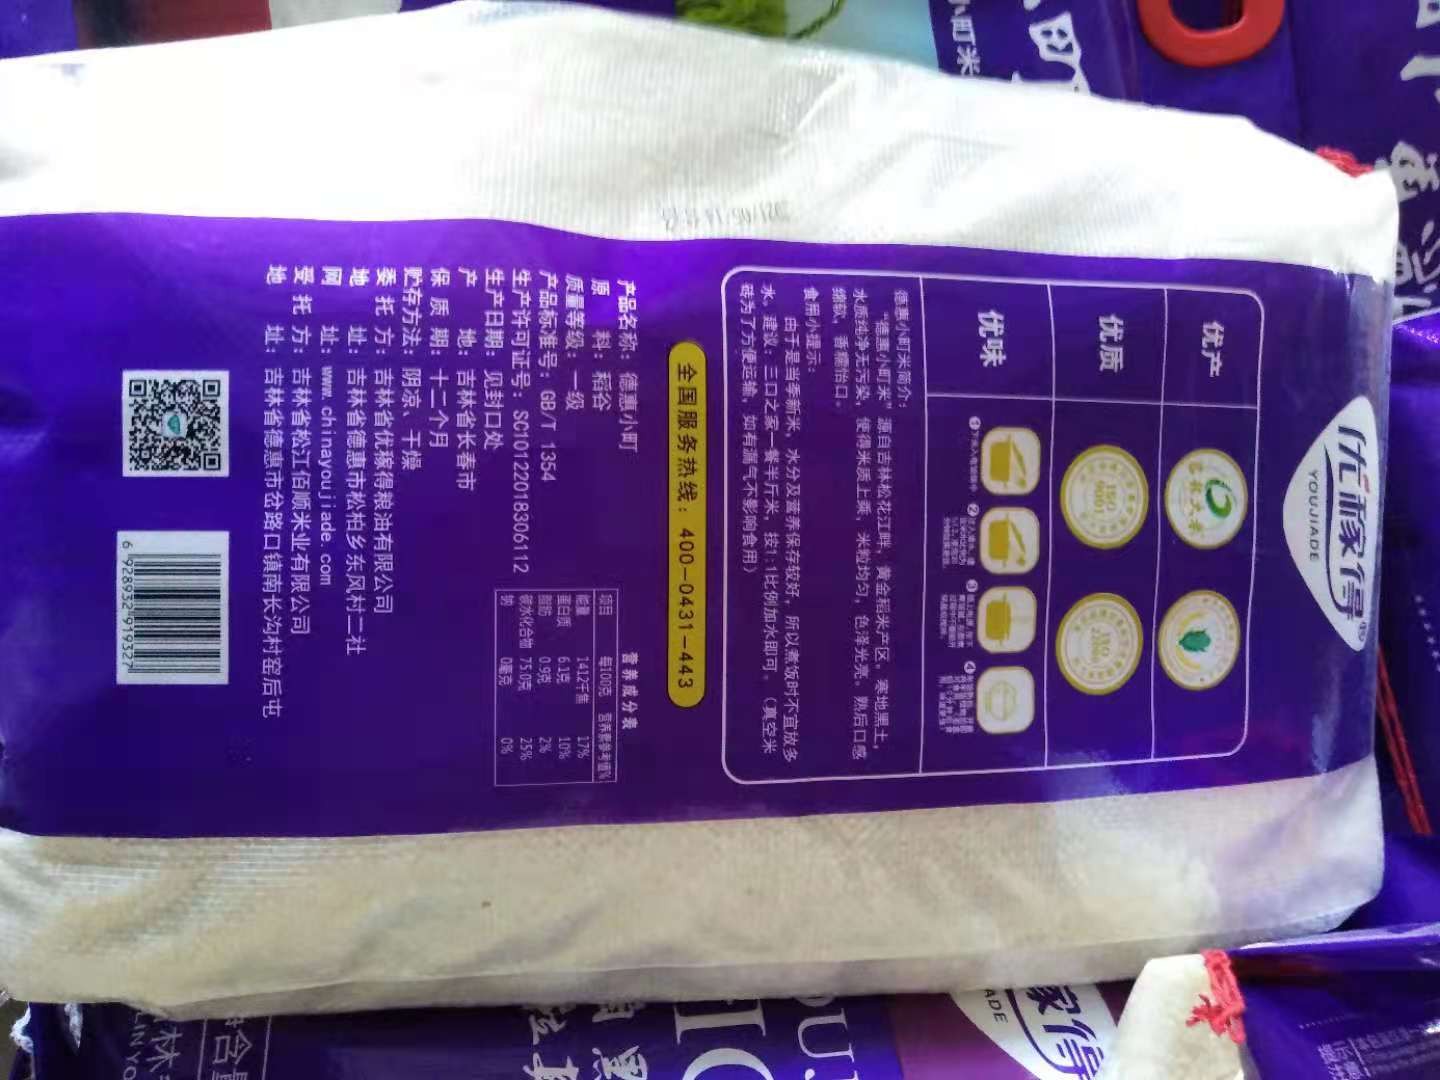 优稼得®
YOUJIADE
优产
优质
ISO
9001
优味
德惠小町米简介：
"德惠小町米"源自吉林松花江畔，黄金稻米产区。寒地黑土，
水质纯净无污染，使得米质上乘，米粒均匀，色泽光亮。熟后口感
绵软，香糯怡口。
食用小提示：
由于是当季新米，水分及营养保存较好，所以煮饭时不宜放多
水。建议：三口之家一餐半斤米，按1:1比例加水即可。（真空米
砖为了方便运输，如有漏气不影响食用）
全国服务热线：400-0431-443
产品名称：德惠小町
原 料：稻谷
质量等级：一级
产品标准号：GB/T 1354
生产许可证号：SC10122018306112
生产日期：见封口处
产 地：吉林省长春市
保 质 期：十二个月
贮存方法：阴凉、干燥
委 托 方：吉林省优稼得粮油有限公司
地 址：吉林省德惠市松柏乡东风村二社
网 址：www.chinayoujiade.com
受 托 方：吉林省松江佰顺米业有限公司
地 址：吉林省德惠市岔路口镇南长沟村窑后屯
营养成分表
项目 每100克 营养素参考值%
能量 1412千焦 17%
蛋白质 6.1克 10%
脂肪 0.9克 2%
碳水化合物 75.0克 25%
钠 0毫克 0%
6 928932 919327
小町米
稼得
ADE